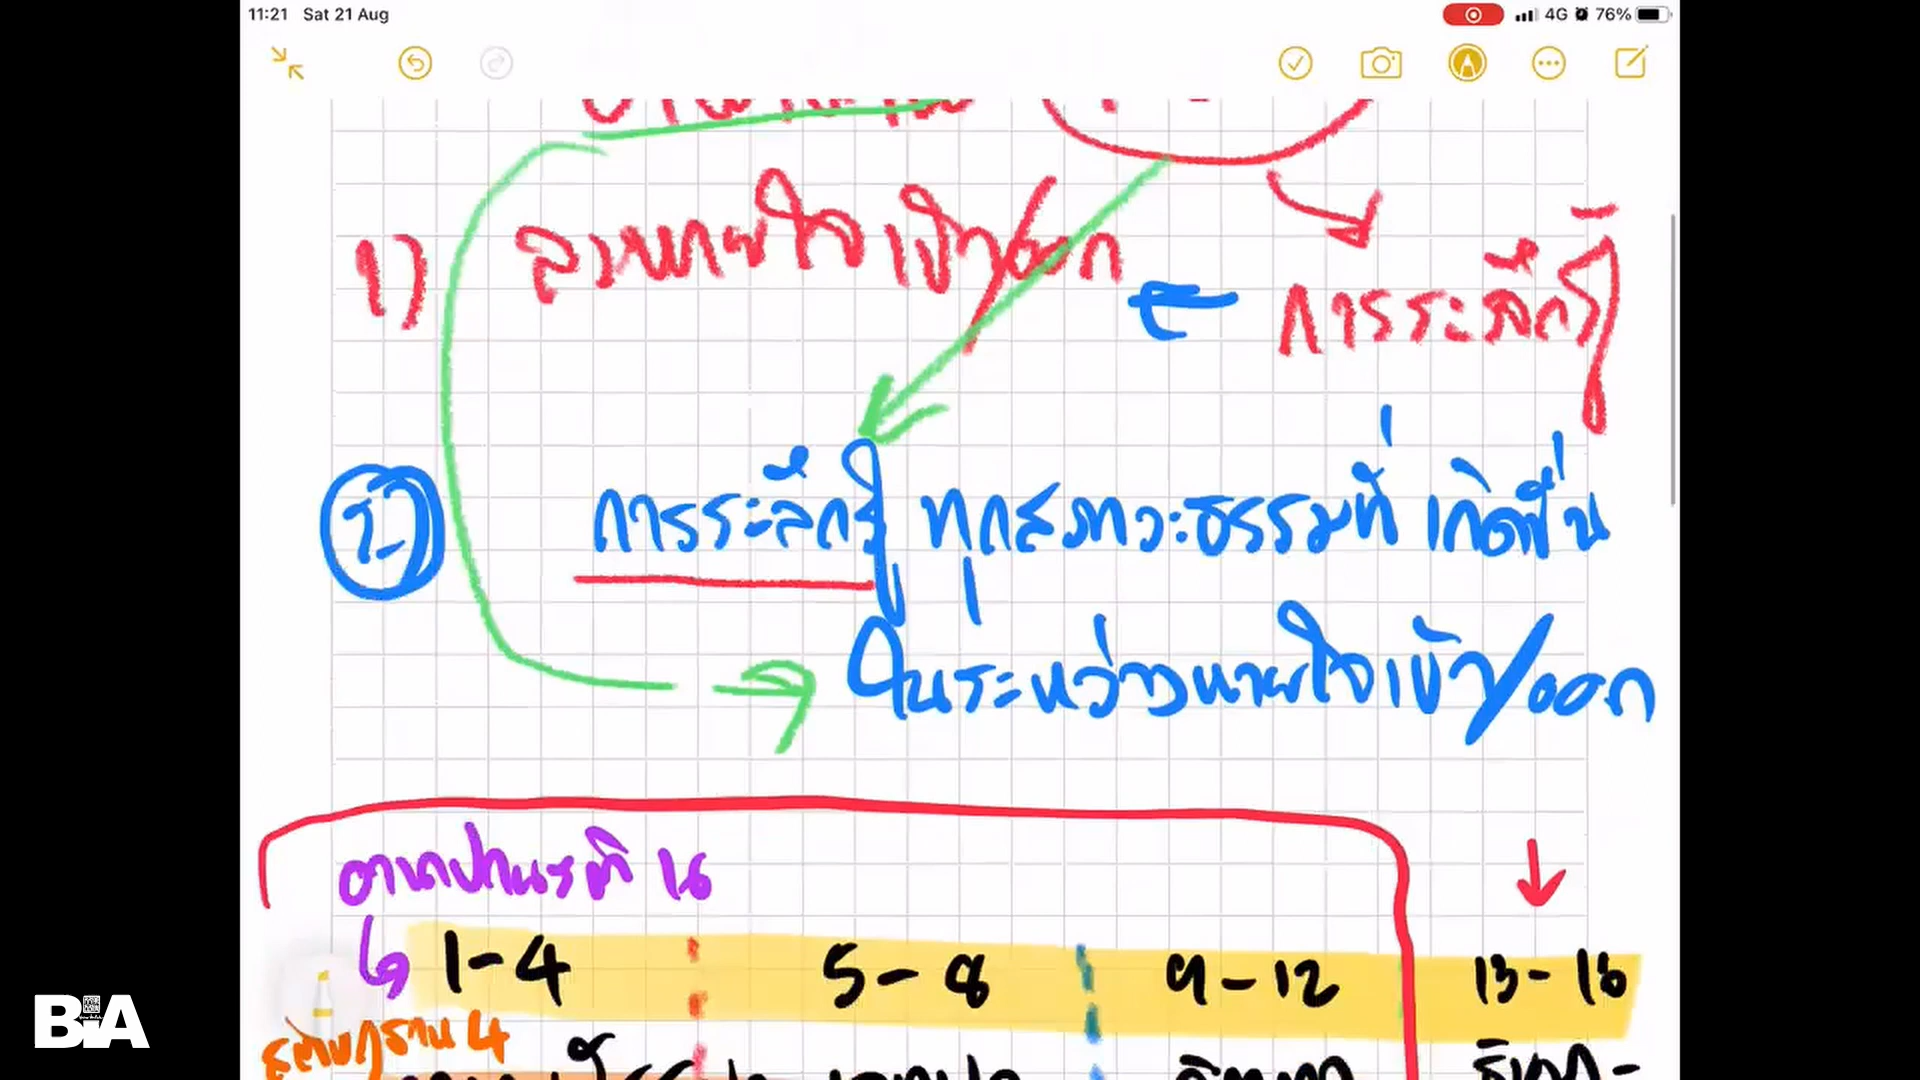 11:21 Sat 21 Aug 4G 76%
1) ลมหายใจเข้า/ออก ← การระลึกรู้
2) การระลึกรู้ ทุกสภาวะธรรมที่ เกิดขึ้น
ในระหว่างหายใจเข้า/ออก
อานาปานสติ 16
1-4 5-8 9-12 13-16
สติปัฏฐาน 4
BIA